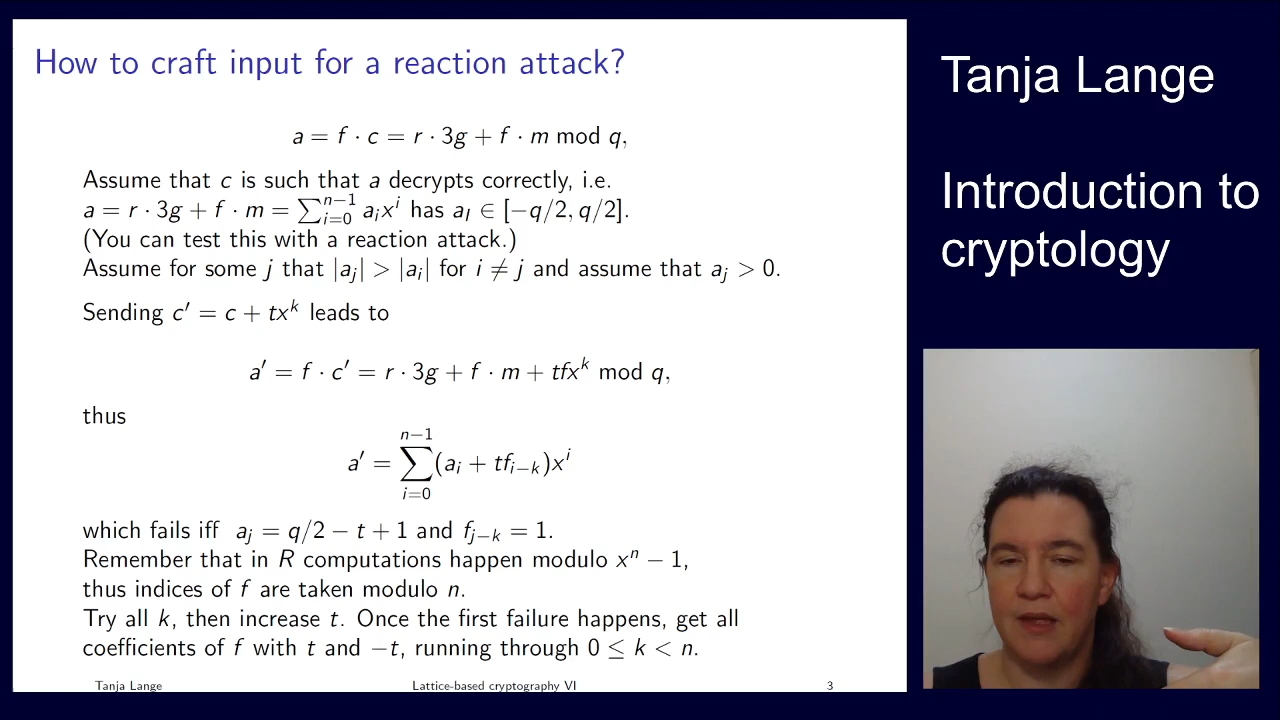 How to craft input for a reaction attack?
a = f · c = r · 3g + f · m mod q,
Assume that c is such that a decrypts correctly, i.e.
a = r · 3g + f · m = ∑_{i=0}^{n−1} a_i x^i has a_I ∈ [−q/2, q/2].
(You can test this with a reaction attack.)
Assume for some j that |a_j| > |a_i| for i ≠ j and assume that a_j > 0.
Sending c′ = c + tx^k leads to
a′ = f · c′ = r · 3g + f · m + tfx^k mod q,
thus
a′ = ∑_{i=0}^{n−1} (a_i + tf_{i−k})x^i
which fails iff a_j = q/2 − t + 1 and f_{j−k} = 1.
Remember that in R computations happen modulo x^n − 1,
thus indices of f are taken modulo n.
Try all k, then increase t. Once the first failure happens, get all
coefficients of f with t and −t, running through 0 ≤ k < n.
Tanja Lange
Lattice-based cryptography VI
3
Tanja Lange
Introduction to
cryptology